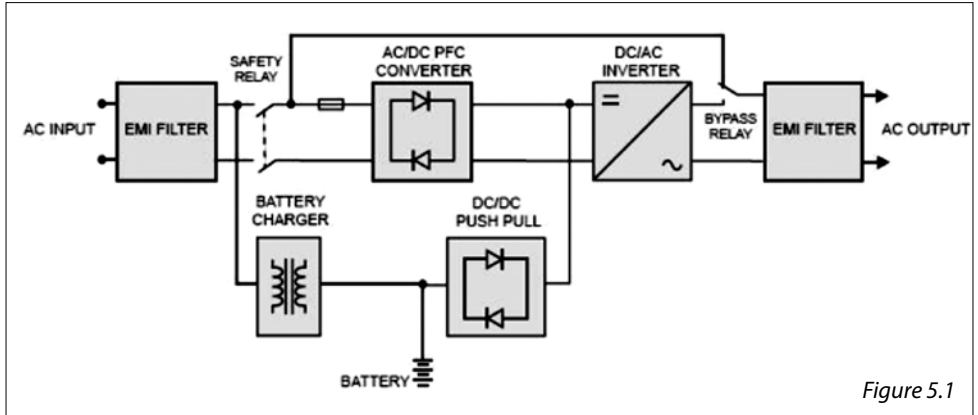 SAFETY
RELAY
AC/DC PFC
CONVERTER
DC/AC
INVERTER
AC INPUT
EMI FILTER
BYPASS
RELAY
EMI FILTER
AC OUTPUT
BATTERY
CHARGER
DC/DC
PUSH PULL
BATTERY
Figure 5.1